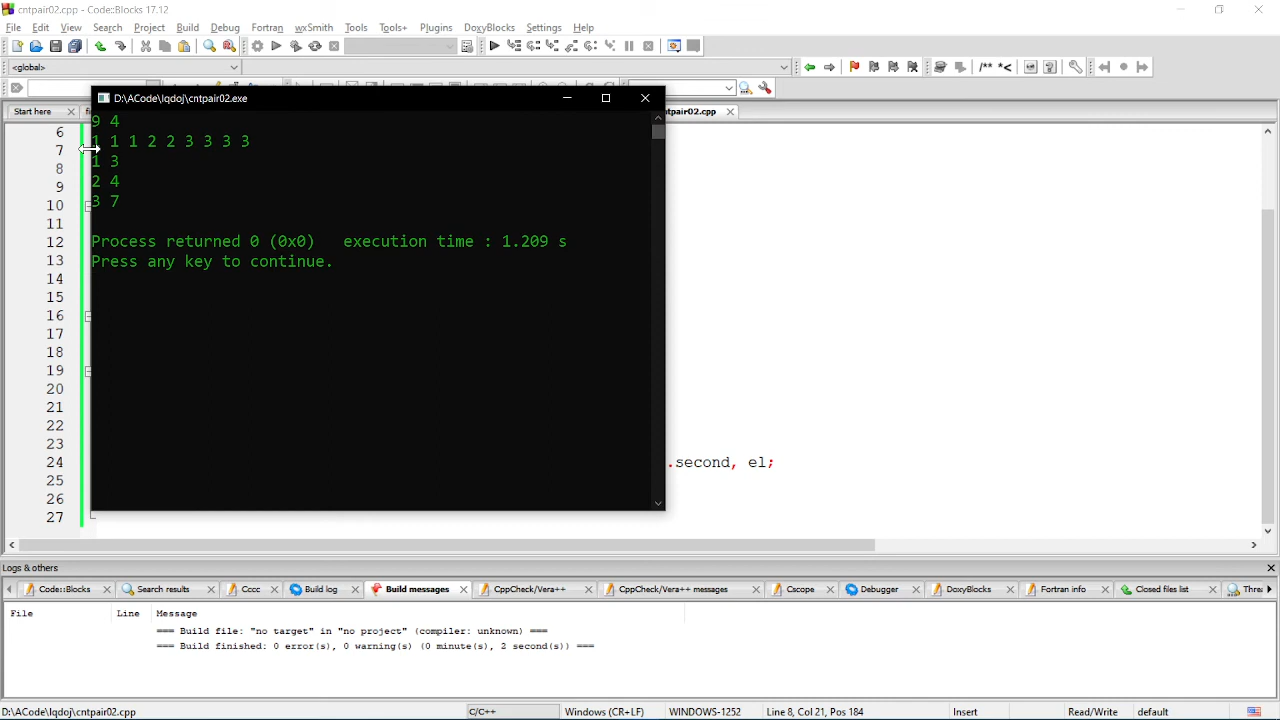 cntpair02.cpp - Code::Blocks 17.12
File Edit View Search Project Build Debug Fortran wxSmith Tools Tools+ Plugins DoxyBlocks Settings Help
<global>
/** *<
Start here
ntpair02.cpp
D:\ACode\lqdoj\cntpair02.exe
9 4
1 1 1 2 2 3 3 3 3
1 3
2 4
3 7
Process returned 0 (0x0) execution time : 1.209 s
Press any key to continue.
6
7
8
9
10
11
12
13
14
15
16
17
18
19
20
21
22
23
24 .second, el;
25
26
27
Logs & others
Code::Blocks Search results Cccc Build log Build messages CppCheck/Vera++ CppCheck/Vera++ messages Cscope Debugger DoxyBlocks Fortran info Closed files list Threa
File Line Message
=== Build file: "no target" in "no project" (compiler: unknown) ===
=== Build finished: 0 error(s), 0 warning(s) (0 minute(s), 2 second(s)) ===
D:\ACode\lqdoj\cntpair02.cpp C/C++ Windows (CR+LF) WINDOWS-1252 Line 8, Col 21, Pos 184 Insert Read/Write default